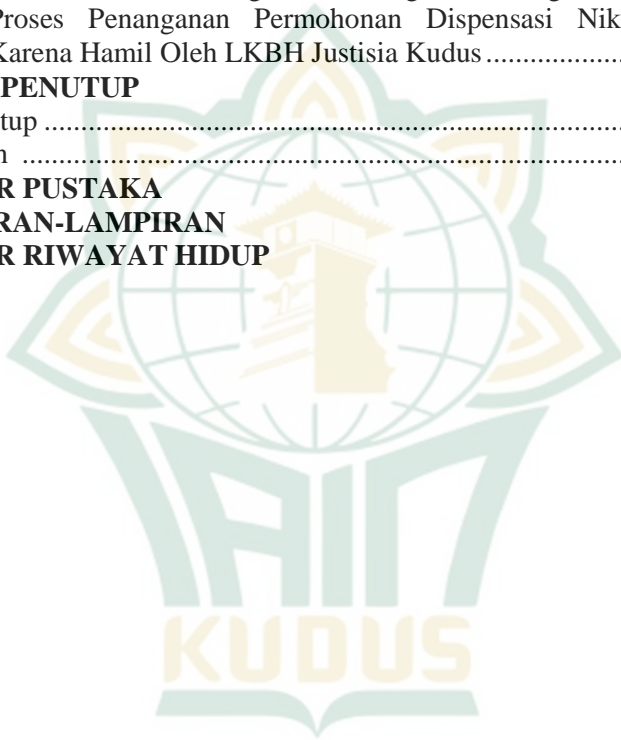 Proses Penanganan Permohonan Dispensasi Nik
Karena Hamil Oleh LKBH Justisia Kudus ....................
PENUTUP
tup ..........................................................................................
n ..........................................................................................
R PUSTAKA
RAN-LAMPIRAN
R RIWAYAT HIDUP
IAIN
KUDUS